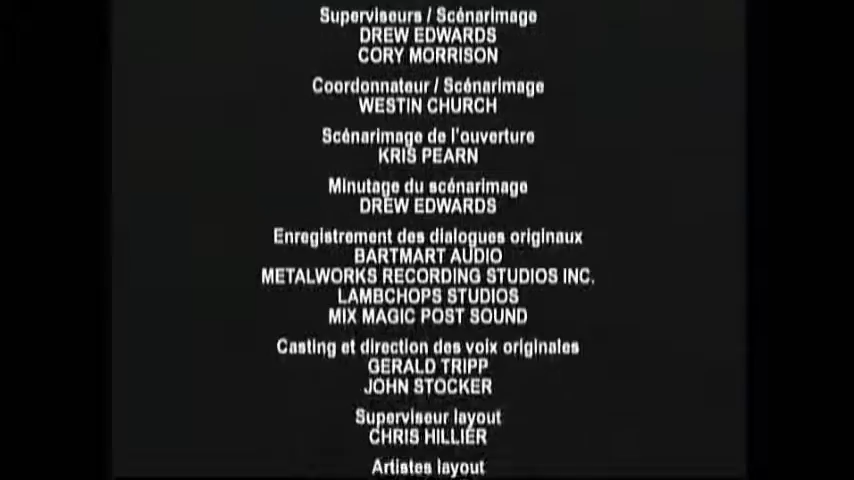 Superviseurs / Scénarimage
DREW EDWARDS
CORY MORRISON
Coordonnateur / Scénarimage
WESTIN CHURCH
Scénarimage de l'ouverture
KRIS PEARN
Minutage du scénarimage
DREW EDWARDS
Enregistrement des dialogues originaux
BARTMART AUDIO
METALWORKS RECORDING STUDIOS INC.
LAMBCHOPS STUDIOS
MIX MAGIC POST SOUND
Casting et direction des voix originales
GERALD TRIPP
JOHN STOCKER
Superviseur layout
CHRIS HILLIER
Artistes layout